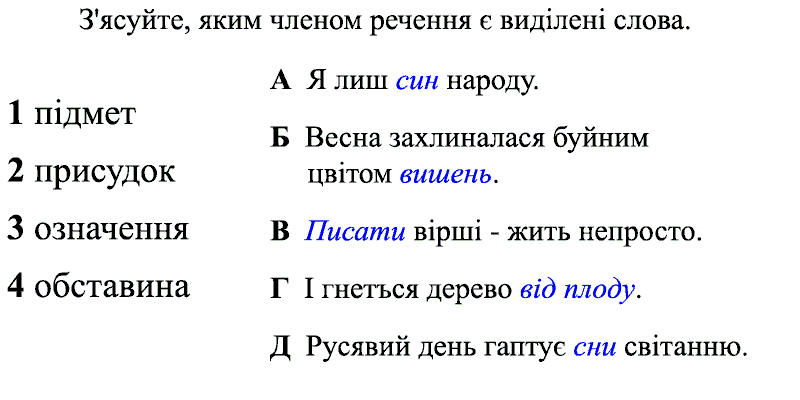 З'ясуйте, яким членом речення є виділені слова.
1 підмет
2 присудок
3 означення
4 обставина
А Я лиш син народу.
Б Весна захлиналася буйним
цвітом вишень.
В Писати вірші - жить непросто.
Г І гнеться дерево від плоду.
Д Русявий день гаптує сни світанню.